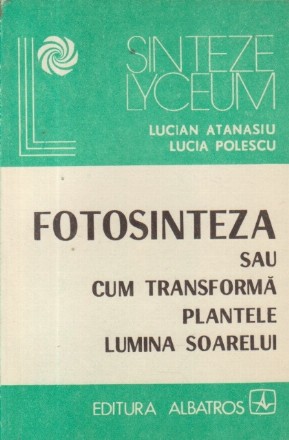 SINTEZE
LYCEUM
LUCIAN ATANASIU
LUCIA POLESCU
FOTOSINTEZA
SAU
CUM TRANSFORMĂ
PLANTELE
LUMINA SOARELUI
EDITURA ALBATROS